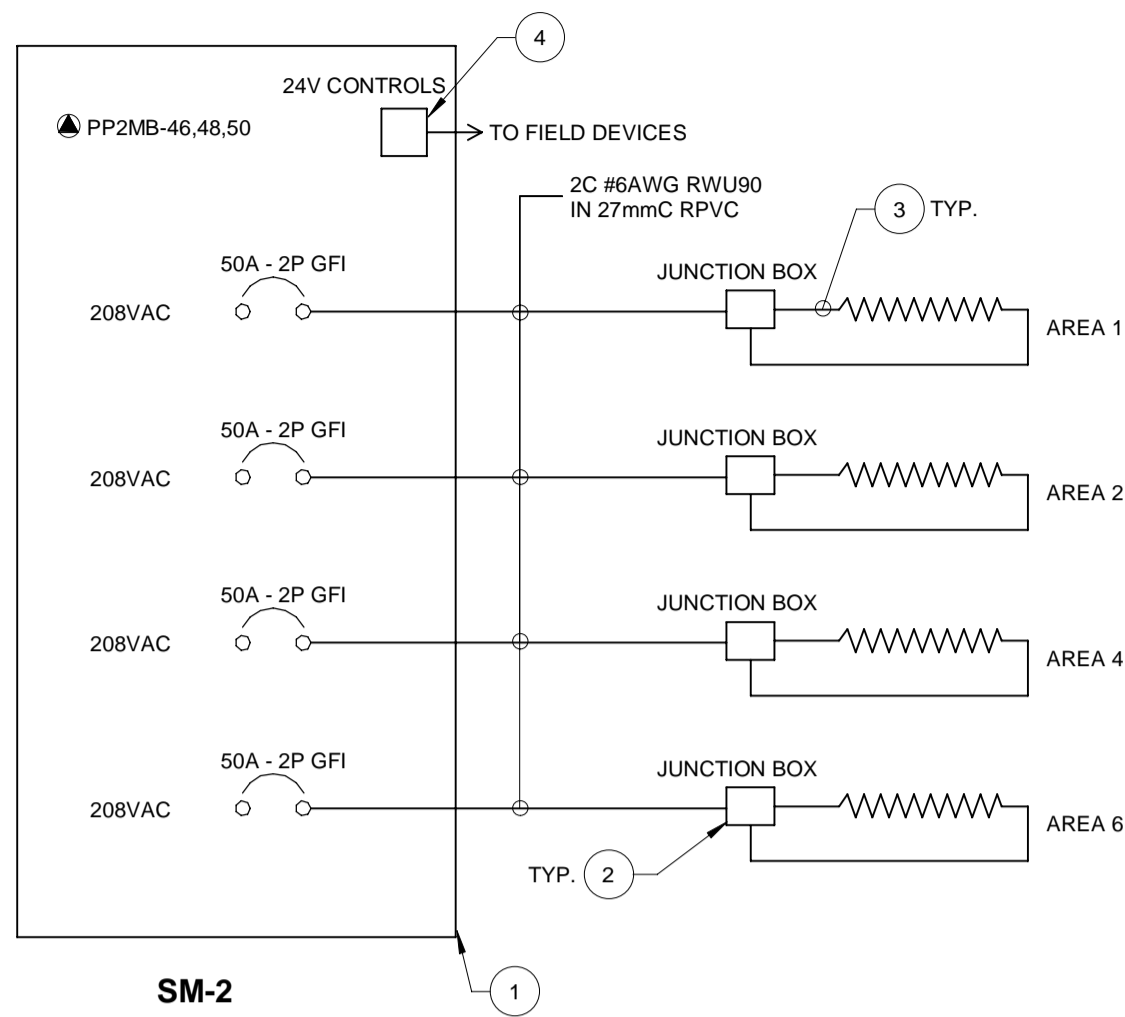 4
24V CONTROLS
PP2MB-46,48,50
TO FIELD DEVICES
2C #6AWG RWU90
IN 27mmC RPVC
3
TYP.
50A - 2P GFI
JUNCTION BOX
208VAC
AREA 1
50A - 2P GFI
JUNCTION BOX
208VAC
AREA 2
50A - 2P GFI
JUNCTION BOX
208VAC
AREA 4
50A - 2P GFI
JUNCTION BOX
208VAC
AREA 6
TYP.
2
SM-2
1